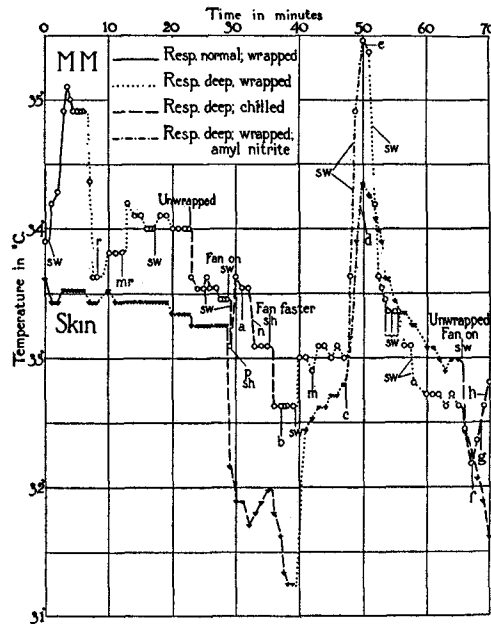 Time in minutes
0 10 20 30 40 50 60 70
MM
Resp. normal; wrapped
Resp. deep, wrapped
Resp. deep; chilled
Resp. deep; wrapped;
amyl nitrite
e
35°
sw
sw
r
Unwrapped
34°
sw
mr
sw
d
Fan on
sw
Skin
sw
a
Fan faster
sh
n
Unwrapped
Fan on
sw
Temperature in °C
33°
p
sh
m
c
sw
sw
h
b
sw
g
f
32°
31°